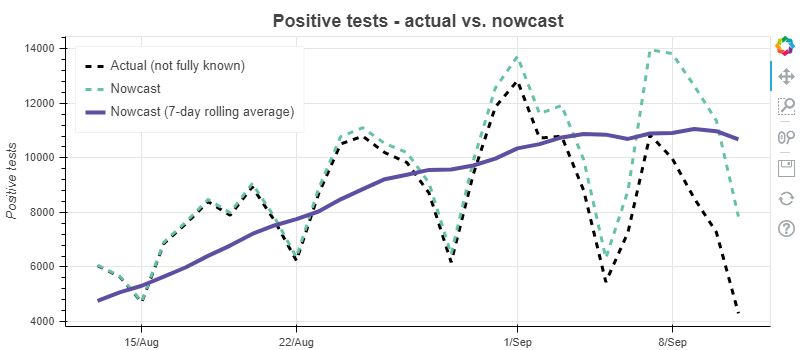 Positive tests - actual vs. nowcast
Actual (not fully known)
Nowcast
Nowcast (7-day rolling average)
Positive tests
14000
12000
10000
8000
6000
4000
15/Aug
22/Aug
1/Sep
8/Sep